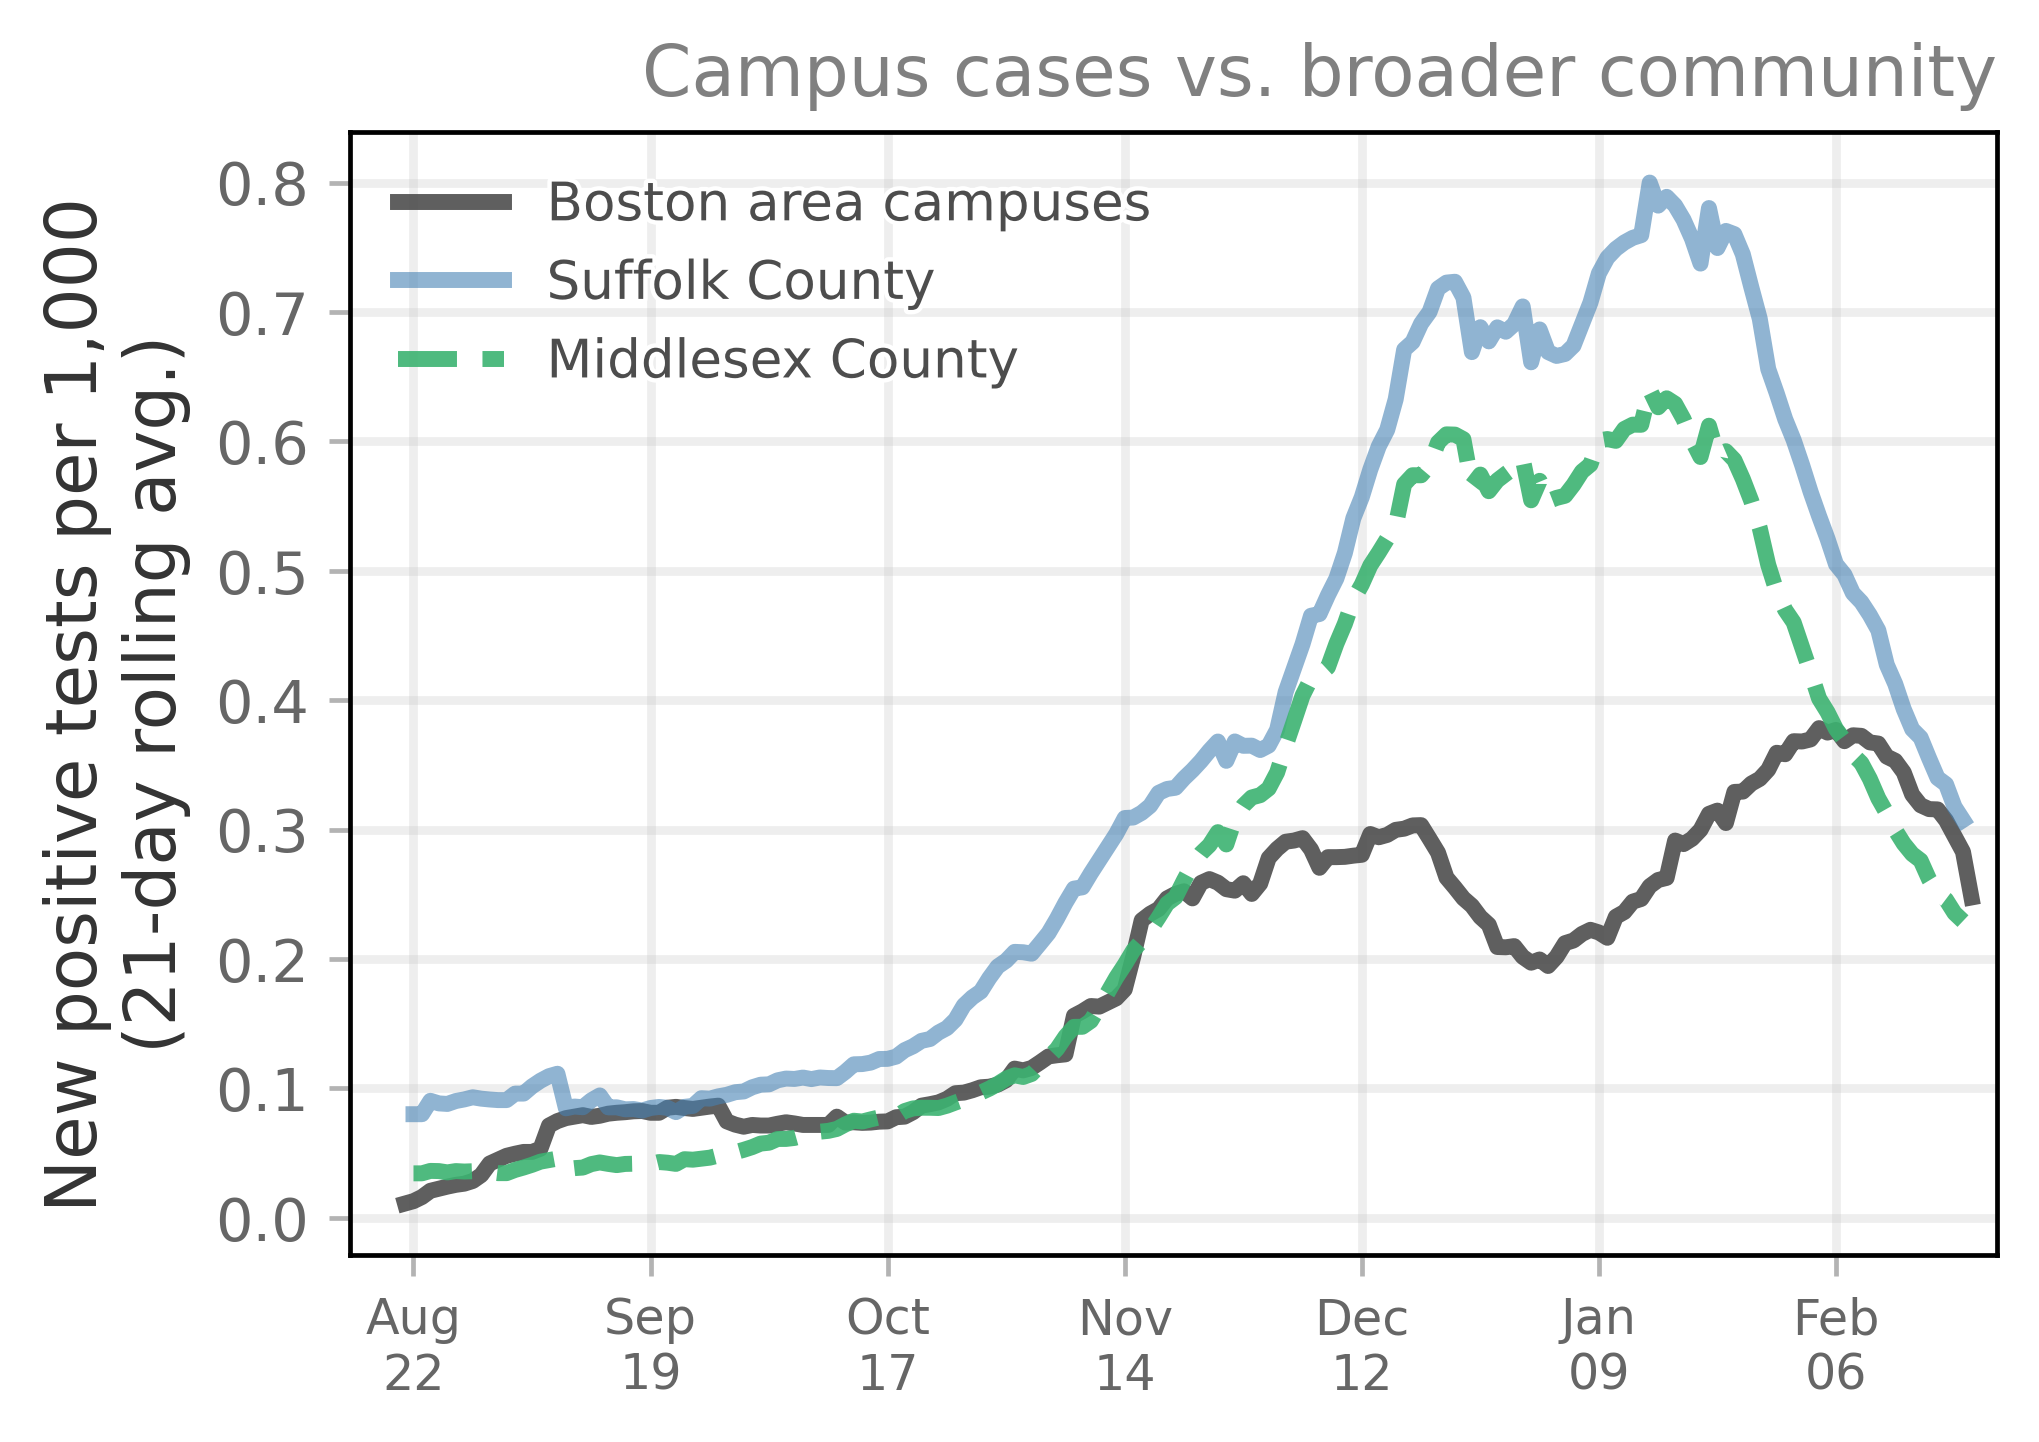 Campus cases vs. broader community
New positive tests per 1,000
(21-day rolling avg.)
0.8
0.7
0.6
0.5
0.4
0.3
0.2
0.1
0.0
Boston area campuses
Suffolk County
Middlesex County
Aug
22
Sep
19
Oct
17
Nov
14
Dec
12
Jan
09
Feb
06